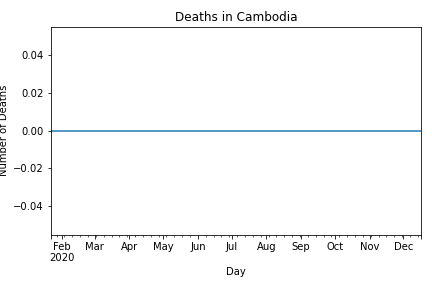 Deaths in Cambodia
Number of Deaths
0.04
0.02
0.00
−0.02
−0.04
Feb Mar Apr May Jun Jul Aug Sep Oct Nov Dec
2020
Day